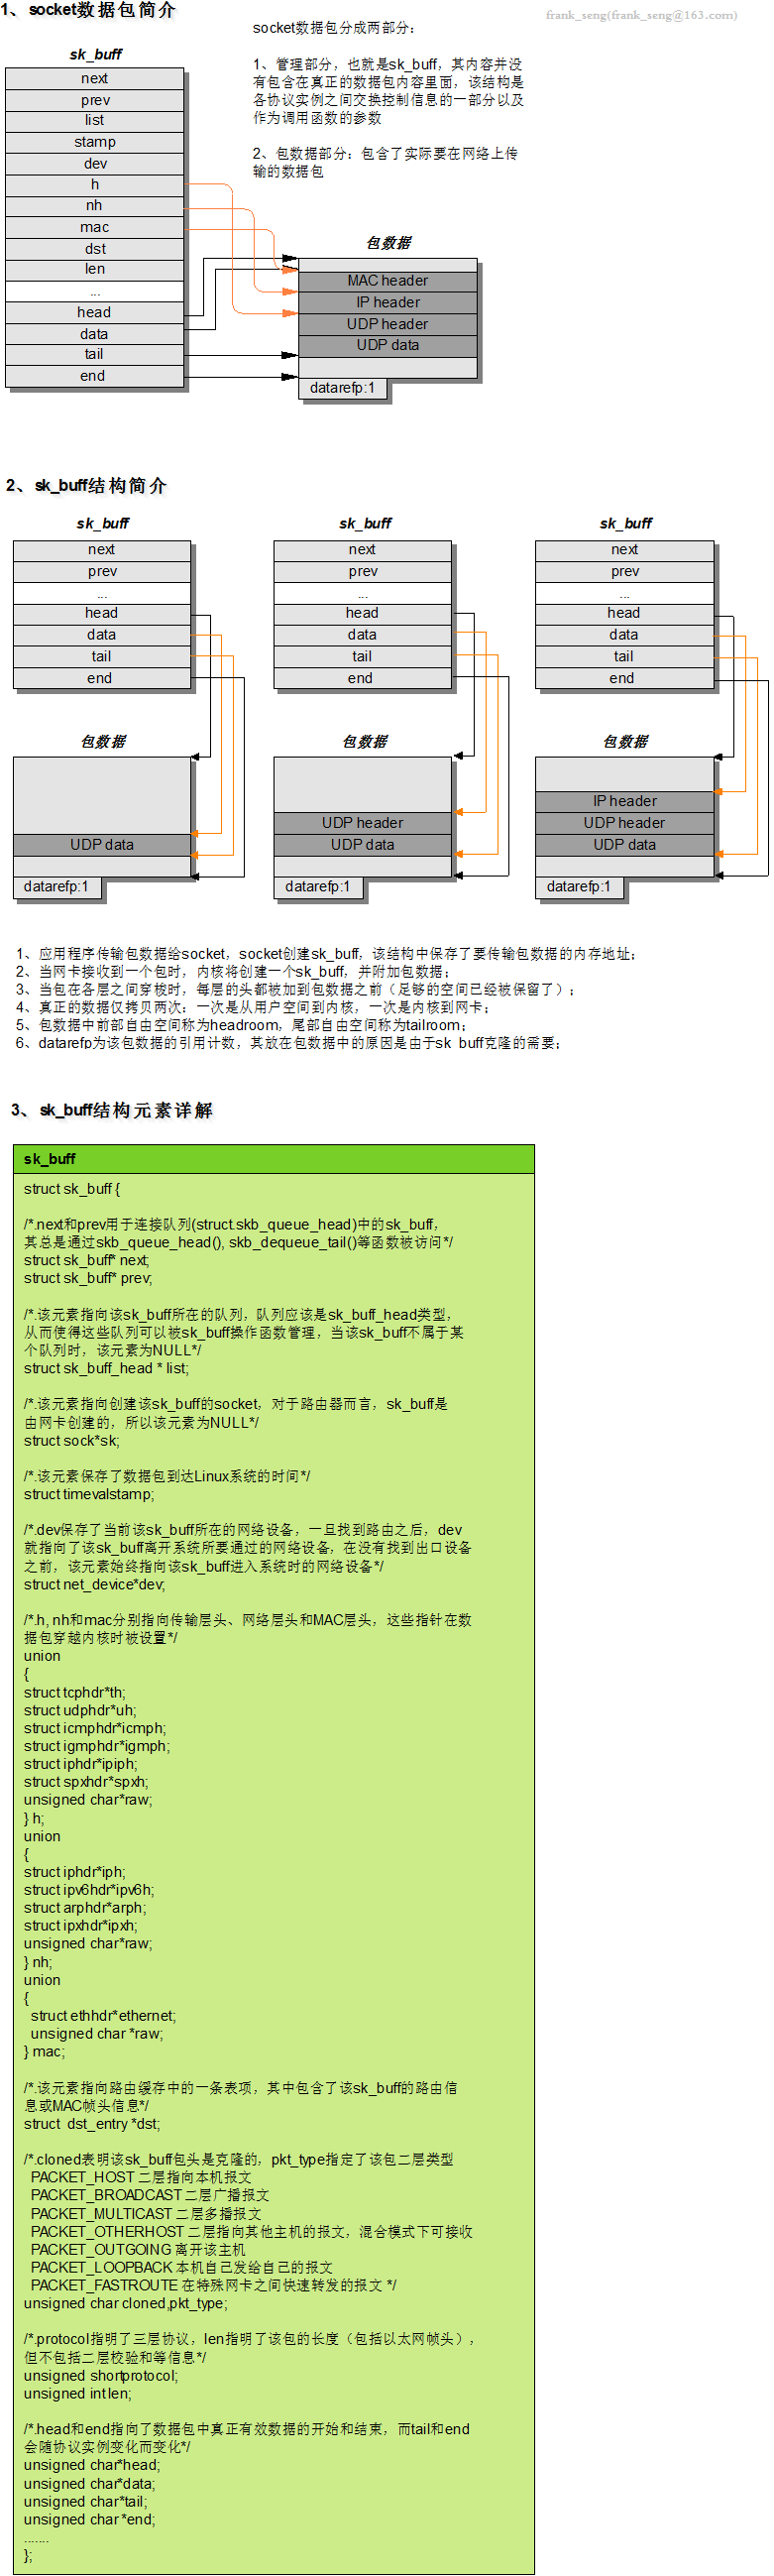 1、socket数据包简介
frank_seng(frank_seng@163.com)
socket数据包分成两部分：
1、管理部分，也就是sk_buff，其内容并没
有包含在真正的数据包内容里面，该结构是
各协议实例之间交换控制信息的一部分以及
作为调用函数的参数
2、包数据部分：包含了实际要在网络上传
输的数据包
sk_buff
next
prev
list
stamp
dev
h
nh
mac
dst
len
...
head
data
tail
end
包数据
MAC header
IP header
UDP header
UDP data
datarefp:1
2、sk_buff结构简介
sk_buff
next
prev
...
head
data
tail
end
包数据
UDP data
datarefp:1
sk_buff
next
prev
...
head
data
tail
end
包数据
UDP header
UDP data
datarefp:1
sk_buff
next
prev
...
head
data
tail
end
包数据
IP header
UDP header
UDP data
datarefp:1
1、应用程序传输包数据给socket，socket创建sk_buff，该结构中保存了要传输包数据的内存地址；
2、当网卡接收到一个包时，内核将创建一个sk_buff，并附加包数据；
3、当包在各层之间穿梭时，每层的头都被加到包数据之前（足够的空间已经被保留了）；
4、真正的数据仅拷贝两次：一次是从用户空间到内核，一次是内核到网卡；
5、包数据中前部自由空间称为headroom，尾部自由空间称为tailroom；
6、datarefp为该包数据的引用计数，其放在包数据中的原因是由于sk_buff克隆的需要；
3、sk_buff结构元素详解
sk_buff
struct sk_buff {
/*.next和prev用于连接队列(struct.skb_queue_head)中的sk_buff，
其总是通过skb_queue_head(), skb_dequeue_tail()等函数被访问*/
struct sk_buff* next;
struct sk_buff* prev;
/*.该元素指向该sk_buff所在的队列，队列应该是sk_buff_head类型，
从而使得这些队列可以被sk_buff操作函数管理，当该sk_buff不属于某
个队列时，该元素为NULL*/
struct sk_buff_head * list;
/*.该元素指向创建该sk_buff的socket，对于路由器而言，sk_buff是
由网卡创建的，所以该元素为NULL*/
struct sock*sk;
/*.该元素保存了数据包到达Linux系统的时间*/
struct timevalstamp;
/*.dev保存了当前该sk_buff所在的网络设备，一旦找到路由之后，dev
就指向了该sk_buff离开系统所要通过的网络设备，在没有找到出口设备
之前，该元素始终指向该sk_buff进入系统时的网络设备*/
struct net_device*dev;
/*.h, nh和mac分别指向传输层头、网络层头和MAC层头，这些指针在数
据包穿越内核时被设置*/
union
{
struct tcphdr*th;
struct udphdr*uh;
struct icmphdr*icmph;
struct igmphdr*igmph;
struct iphdr*ipiph;
struct spxhdr*spxh;
unsigned char*raw;
} h;
union
{
struct iphdr*iph;
struct ipv6hdr*ipv6h;
struct arphdr*arph;
struct ipxhdr*ipxh;
unsigned char*raw;
} nh;
union
{
struct ethhdr*ethernet;
unsigned char *raw;
} mac;
/*.该元素指向路由缓存中的一条表项，其中包含了该sk_buff的路由信
息或MAC帧头信息*/
struct dst_entry *dst;
/*.cloned表明该sk_buff包头是克隆的，pkt_type指定了该包二层类型
PACKET_HOST 二层指向本机报文
PACKET_BROADCAST 二层广播报文
PACKET_MULTICAST 二层多播报文
PACKET_OTHERHOST 二层指向其他主机的报文，混合模式下可接收
PACKET_OUTGOING 离开该主机
PACKET_LOOPBACK 本机自己发给自己的报文
PACKET_FASTROUTE 在特殊网卡之间快速转发的报文 */
unsigned char cloned,pkt_type;
/*.protocol指明了三层协议，len指明了该包的长度（包括以太网帧头），
但不包括二层校验和等信息*/
unsigned shortprotocol;
unsigned int len;
/*.head和end指向了数据包中真正有效数据的开始和结束，而tail和end
会随协议实例变化而变化*/
unsigned char*head;
unsigned char*data;
unsigned char*tail;
unsigned char *end;
.......
};